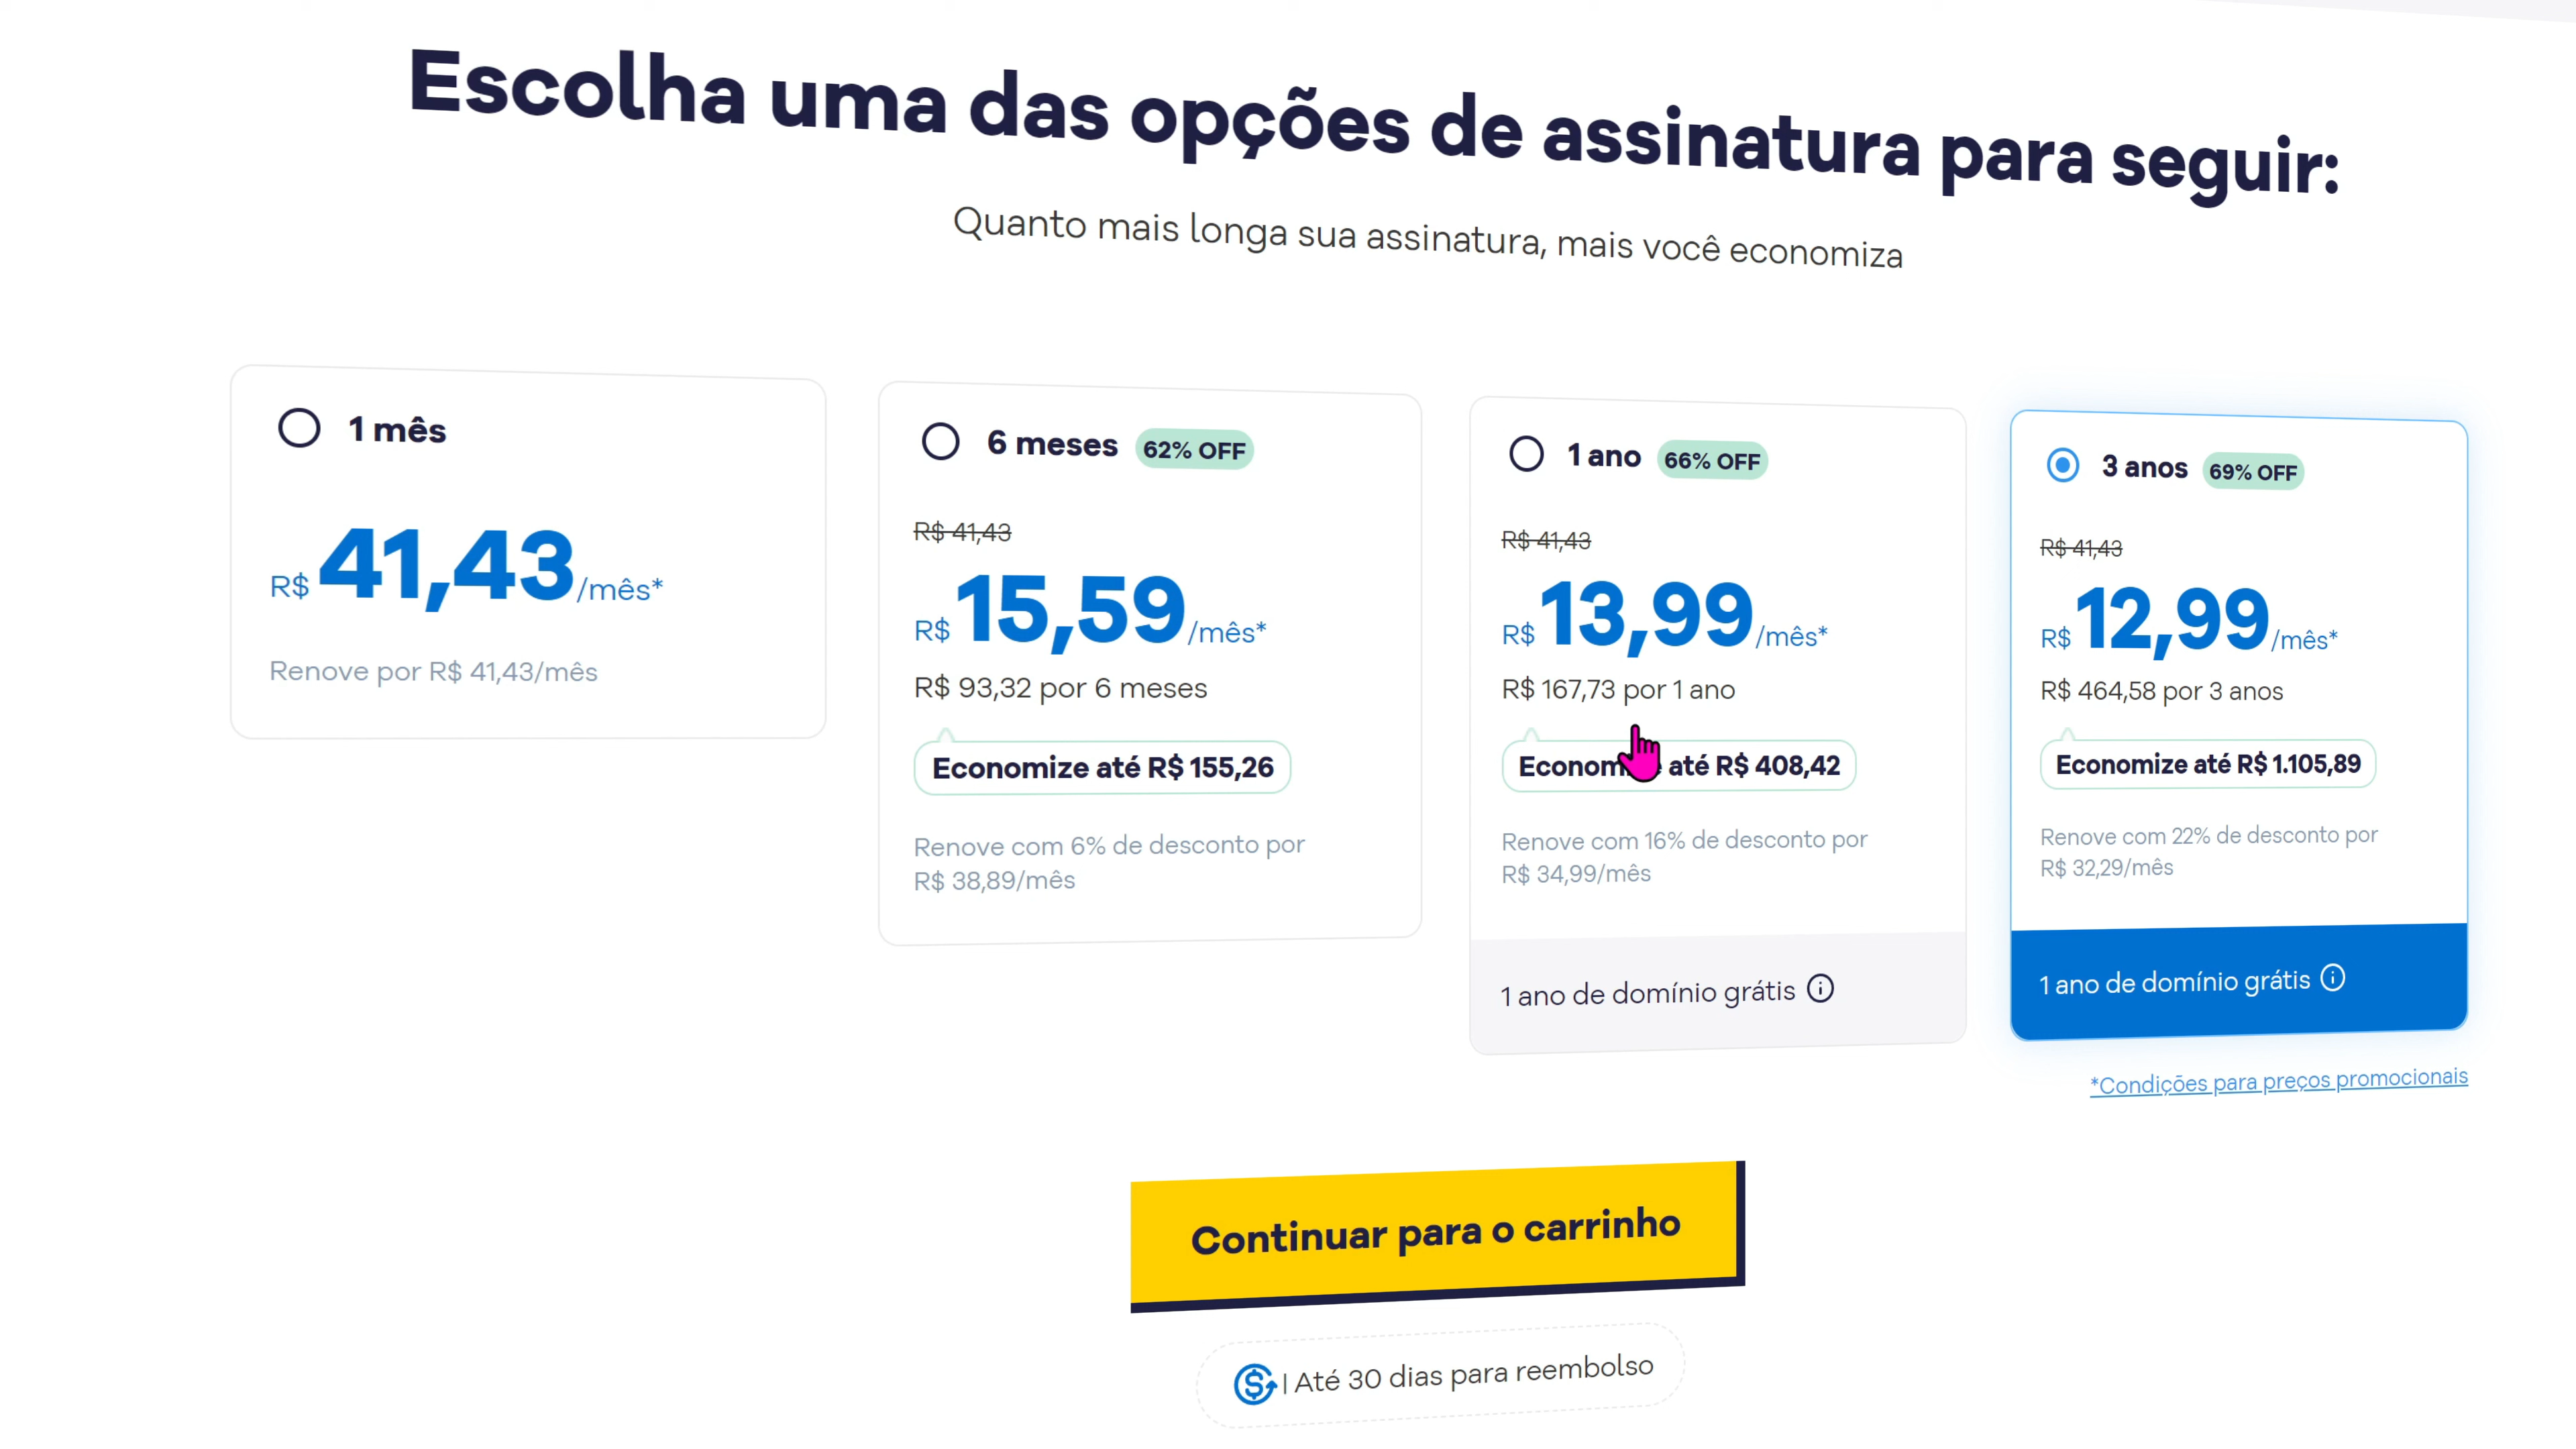 Escolha uma das opções de assinatura para seguir:
Quanto mais longa sua assinatura, mais você economiza
1 mês
R$ 41,43/mês*
Renove por R$ 41,43/mês
6 meses 62% OFF
R$ 41,43
R$ 15,59/mês*
R$ 93,32 por 6 meses
Economize até R$ 155,26
Renove com 6% de desconto por
R$ 38,89/mês
1 ano 66% OFF
R$ 41,43
R$ 13,99/mês*
R$ 167,73 por 1 ano
Economize até R$ 408,42
Renove com 16% de desconto por
R$ 34,99/mês
1 ano de domínio grátis
3 anos 69% OFF
R$ 41,43
R$ 12,99/mês*
R$ 464,58 por 3 anos
Economize até R$ 1.105,89
Renove com 22% de desconto por
R$ 32,29/mês
1 ano de domínio grátis
*Condições para preços promocionais
Continuar para o carrinho
| Até 30 dias para reembolso